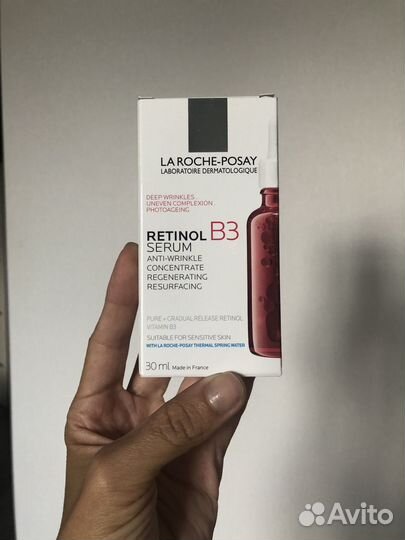 LA ROCHE-POSAY
LABORATOIRE DERMATOLOGIQUE
DEEP WRINKLES
UNEVEN COMPLEXION
PHOTOAGEING
RETINOL B3
SERUM
ANTI-WRINKLE
CONCENTRATE
REGENERATING
RESURFACING
PURE + GRADUAL RELEASE RETINOL
VITAMIN B3
SUITABLE FOR SENSITIVE SKIN
WITH LA ROCHE-POSAY THERMAL SPRING WATER
30 ml Made in France
Avito